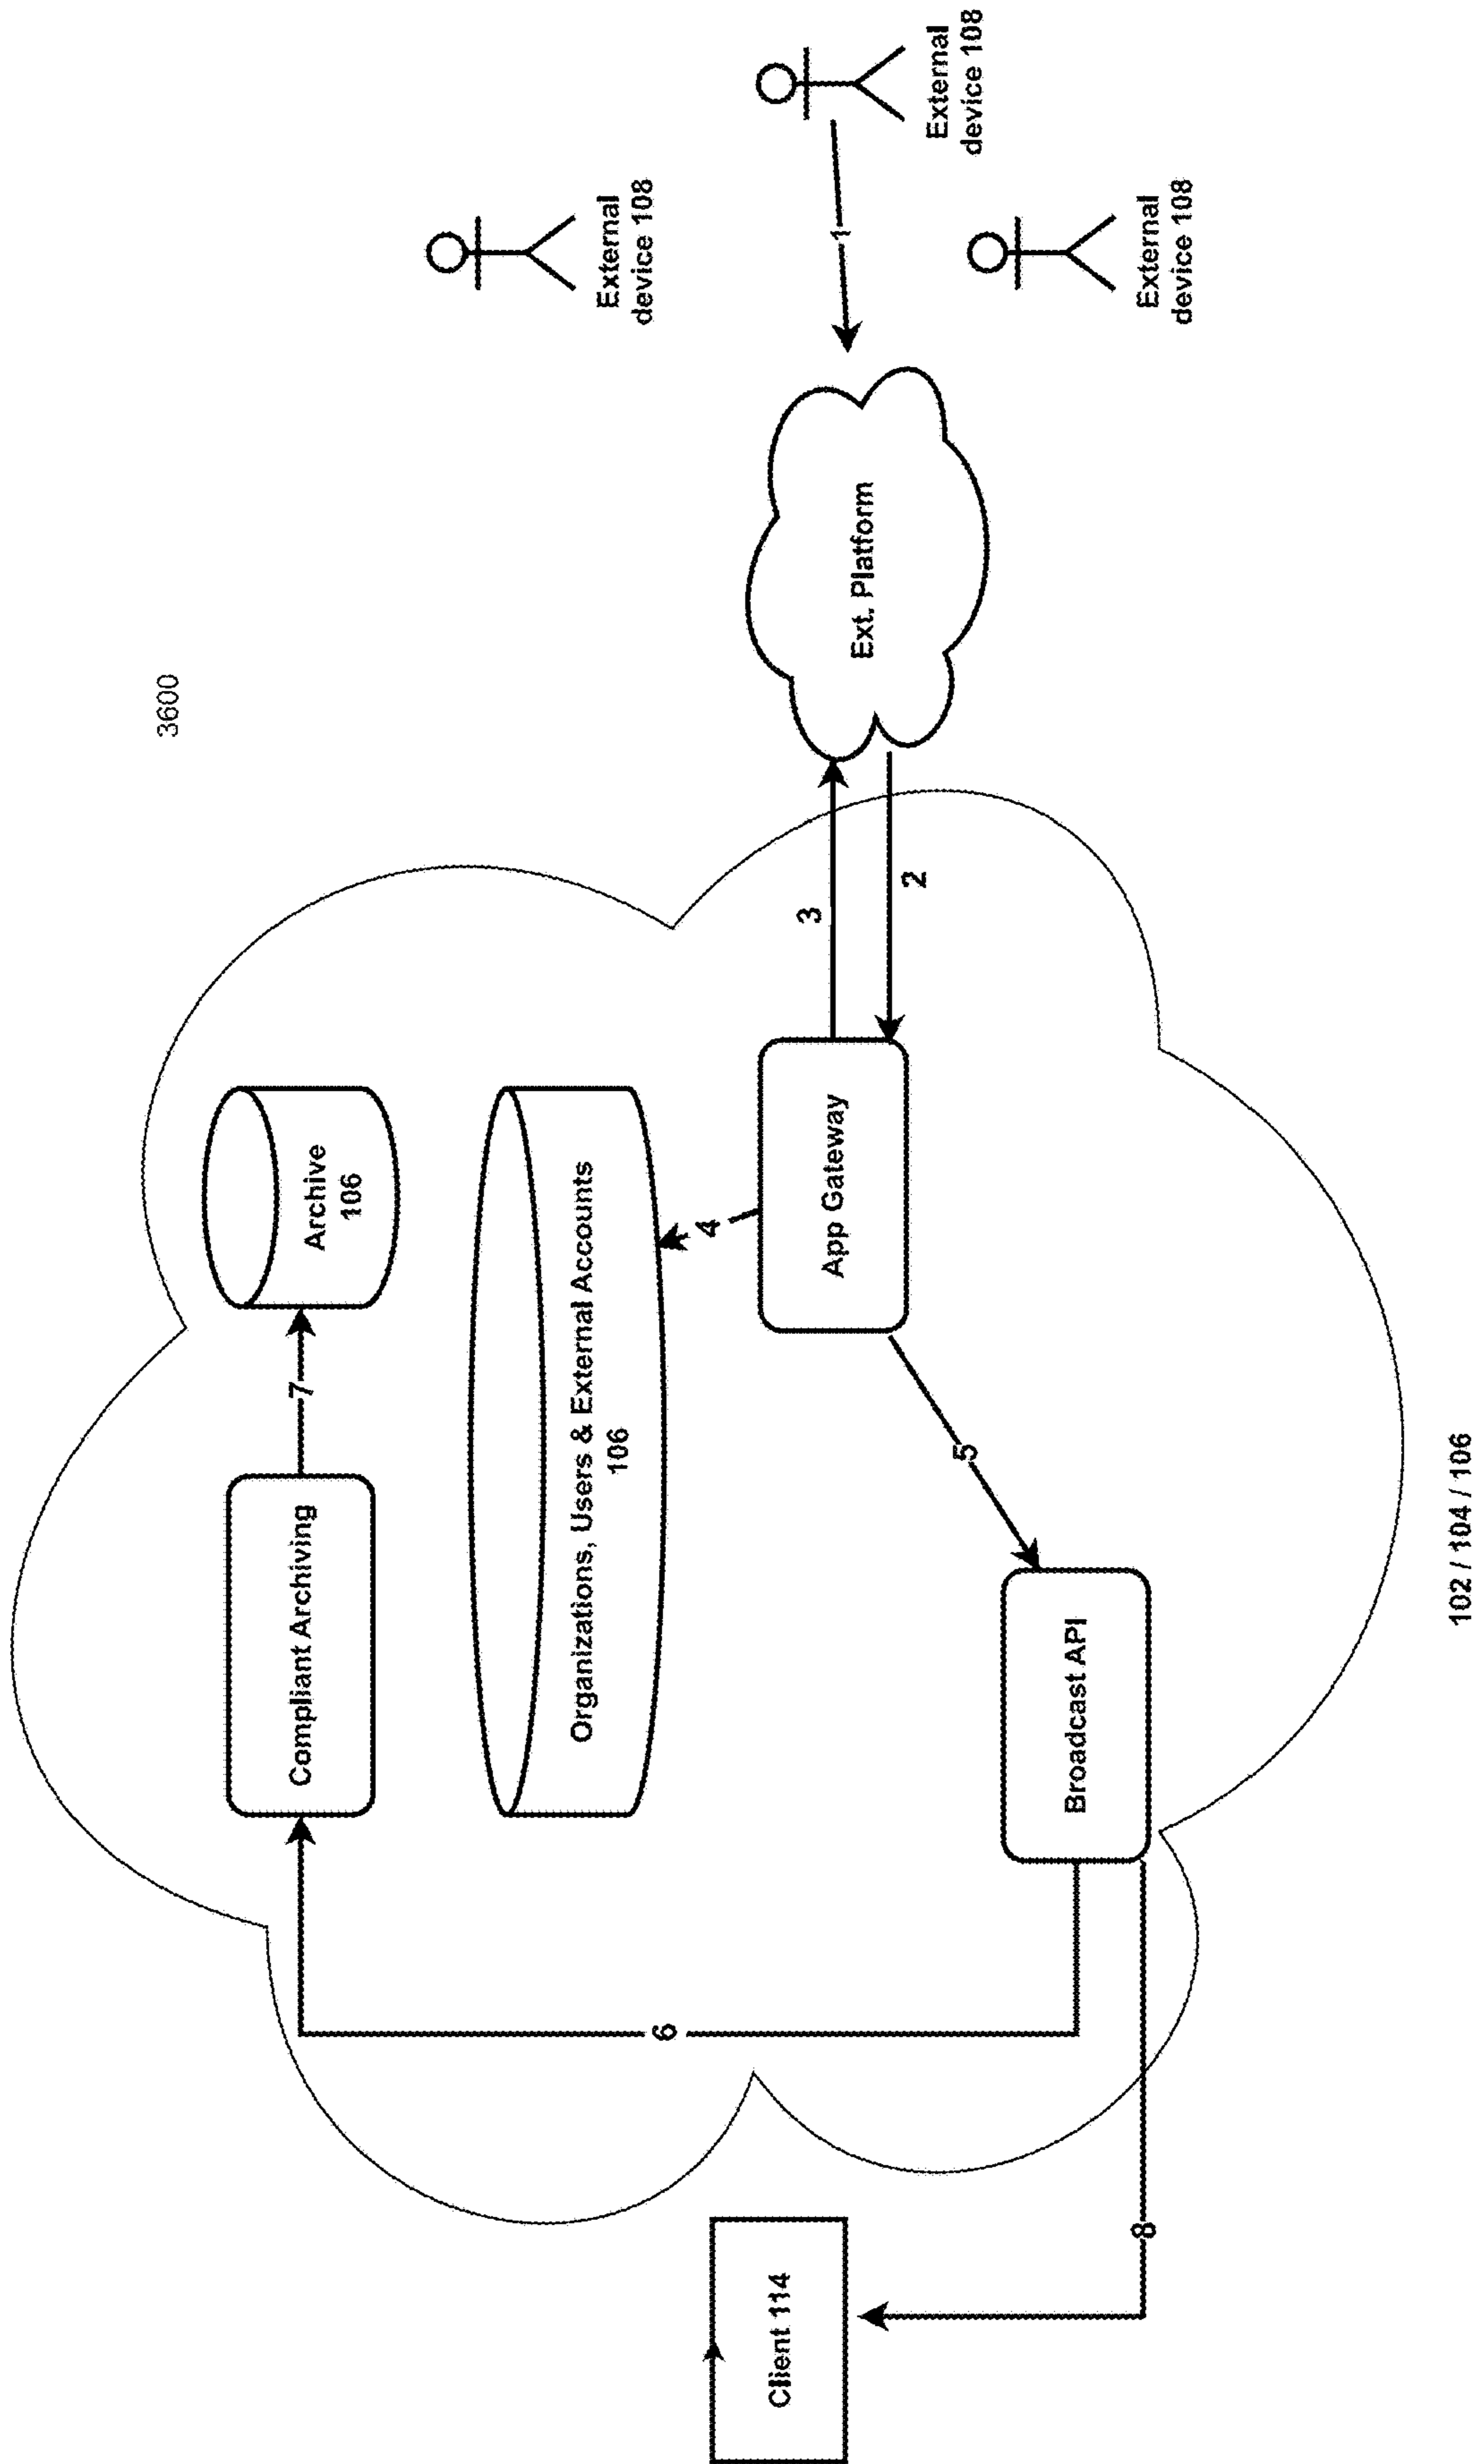 3600
External
device 108
External
device 108
External
device 108
1
Ext. Platform
3
2
Archive
106
Organizations, Users & External Accounts
106
App Gateway
4
7
Compliant Archiving
5
Broadcast API
6
8
Client 114
102 / 104 / 106